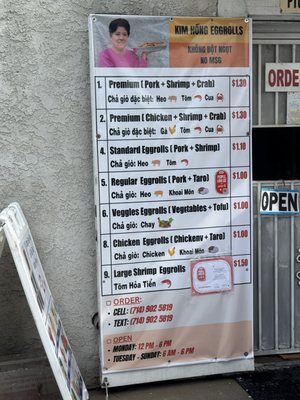 KIM HỒNG EGGROLLS
KHÔNG BỘT NGỌT
NO MSG
1. Premium (Pork + Shrimp + Crab) $1.30
Chả giò đặc biệt: Heo Tôm Cua
2. Premium (Chicken + Shrimp + Crab) $1.30
Chả giò đặc biệt: Gà Tôm Cua
4. Standard Eggrolls (Pork + Shrimp) $1.10
Chả giò: Heo Tôm
5. Regular Eggrolls (Pork + Taro) $1.00
Chả giò: Heo Khoai Môn
6. Veggies Eggrolls (Vegetables + Tofu) $1.00
Chả giò: Chay
8. Chicken Eggrolls (Chickenv + Taro) $1.00
Chả giò: Chicken Khoai Môn
9. Large Shrimp Eggrolls $1.50
Tôm Hỏa Tiển
ORDER:
CELL: (714) 902 5819
TEXT: (714) 902 5819
OPEN
MONDAY: 12 PM - 6 PM
TUESDAY - SUNDAY: 6 AM - 6 PM
ORDER
OPEN